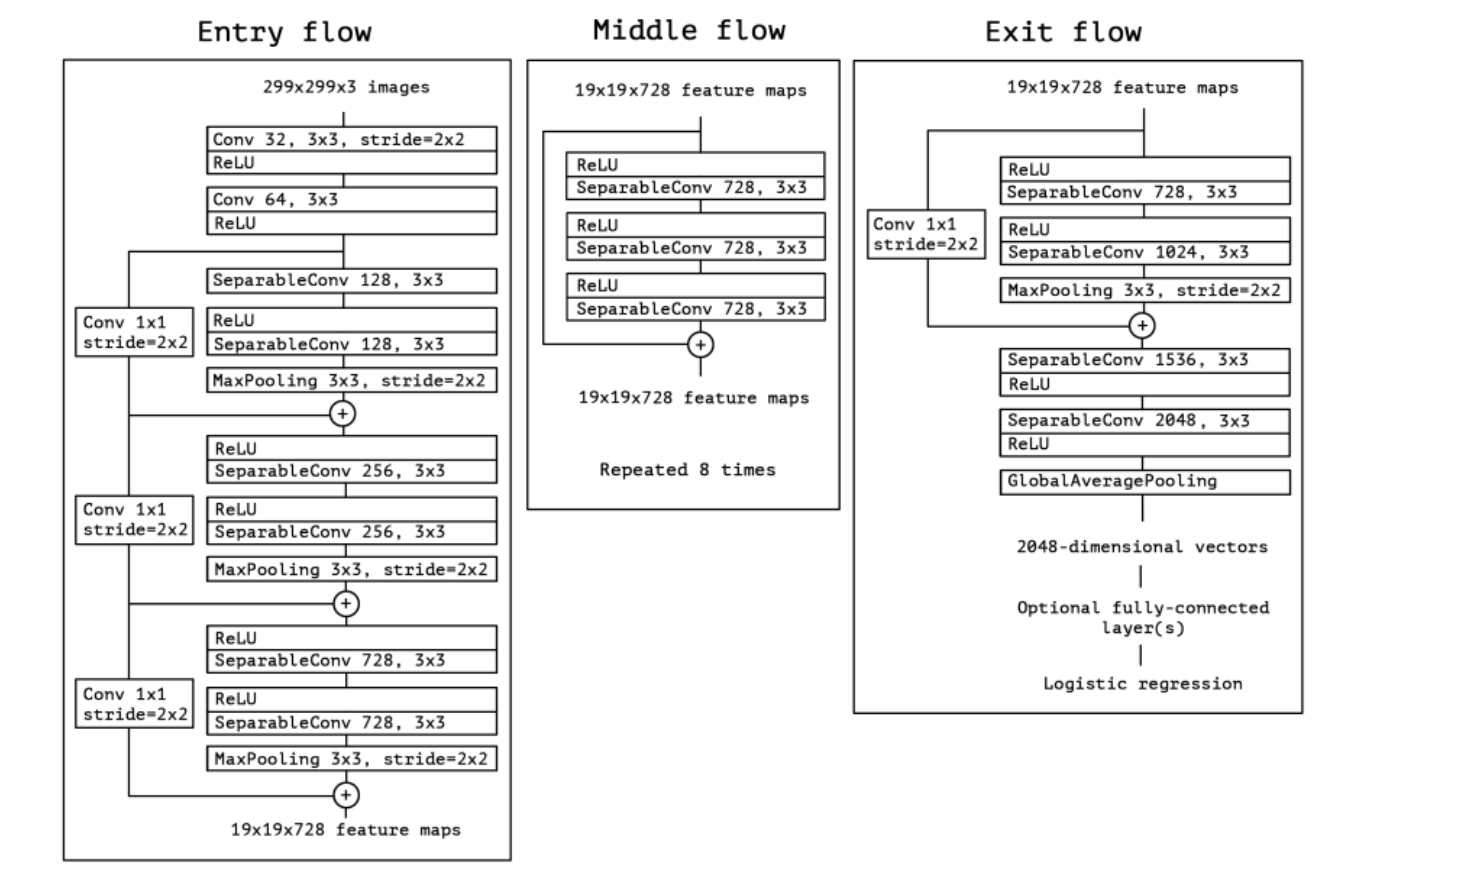 Entry flow
299x299x3 images
Conv 32, 3x3, stride=2x2
ReLU
Conv 64, 3x3
ReLU
SeparableConv 128, 3x3
Conv 1x1
stride=2x2
ReLU
SeparableConv 128, 3x3
MaxPooling 3x3, stride=2x2
+
ReLU
SeparableConv 256, 3x3
Conv 1x1
stride=2x2
ReLU
SeparableConv 256, 3x3
MaxPooling 3x3, stride=2x2
+
ReLU
SeparableConv 728, 3x3
Conv 1x1
stride=2x2
ReLU
SeparableConv 728, 3x3
MaxPooling 3x3, stride=2x2
+
19x19x728 feature maps
Middle flow
19x19x728 feature maps
ReLU
SeparableConv 728, 3x3
ReLU
SeparableConv 728, 3x3
ReLU
SeparableConv 728, 3x3
+
19x19x728 feature maps
Repeated 8 times
Exit flow
19x19x728 feature maps
ReLU
SeparableConv 728, 3x3
Conv 1x1
stride=2x2
ReLU
SeparableConv 1024, 3x3
MaxPooling 3x3, stride=2x2
+
SeparableConv 1536, 3x3
ReLU
SeparableConv 2048, 3x3
ReLU
GlobalAveragePooling
2048-dimensional vectors
Optional fully-connected
layer(s)
Logistic regression